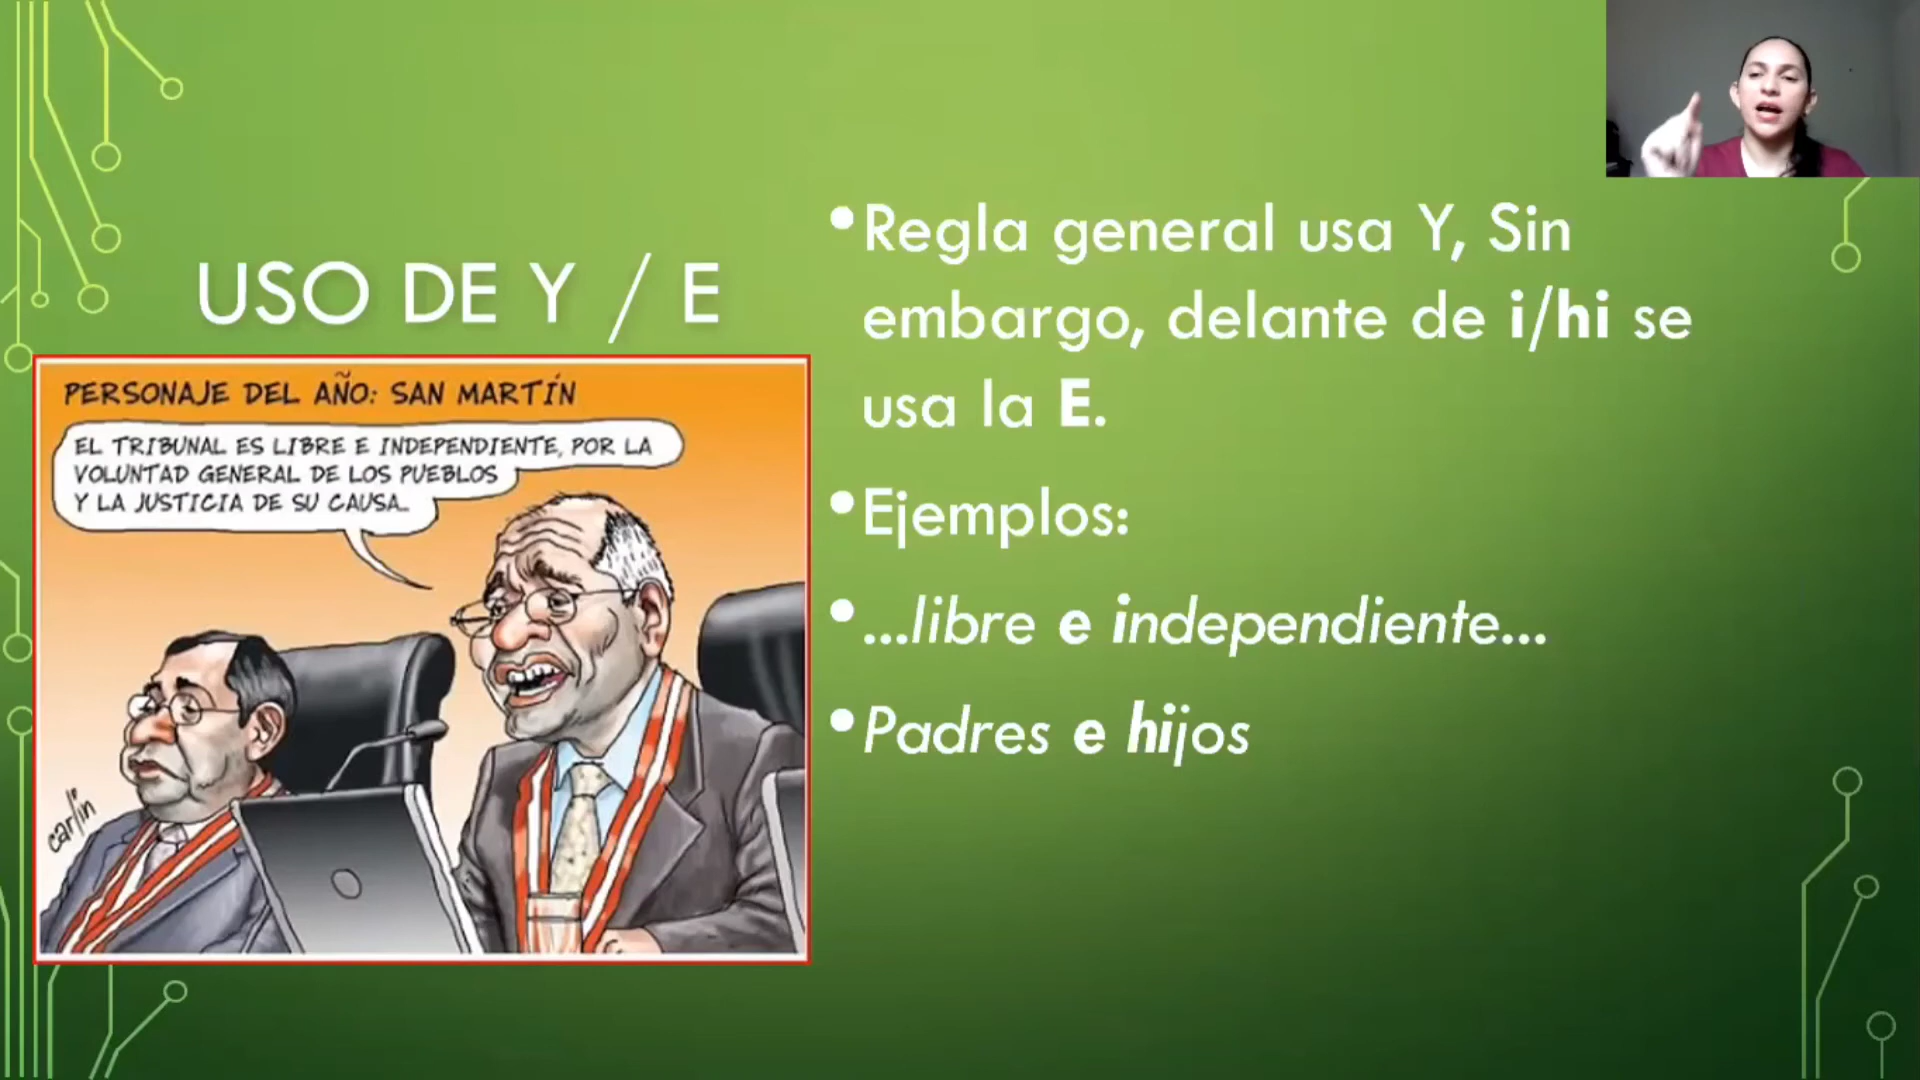 USO DE Y / E
PERSONAJE DEL AÑO: SAN MARTÍN
EL TRIBUNAL ES LIBRE E INDEPENDIENTE, POR LA
VOLUNTAD GENERAL DE LOS PUEBLOS
Y LA JUSTICIA DE SU CAUSA...
carlín
•Regla general usa Y, Sin
embargo, delante de i/hi se
usa la E.
•Ejemplos:
•...libre e independiente...
•Padres e hijos